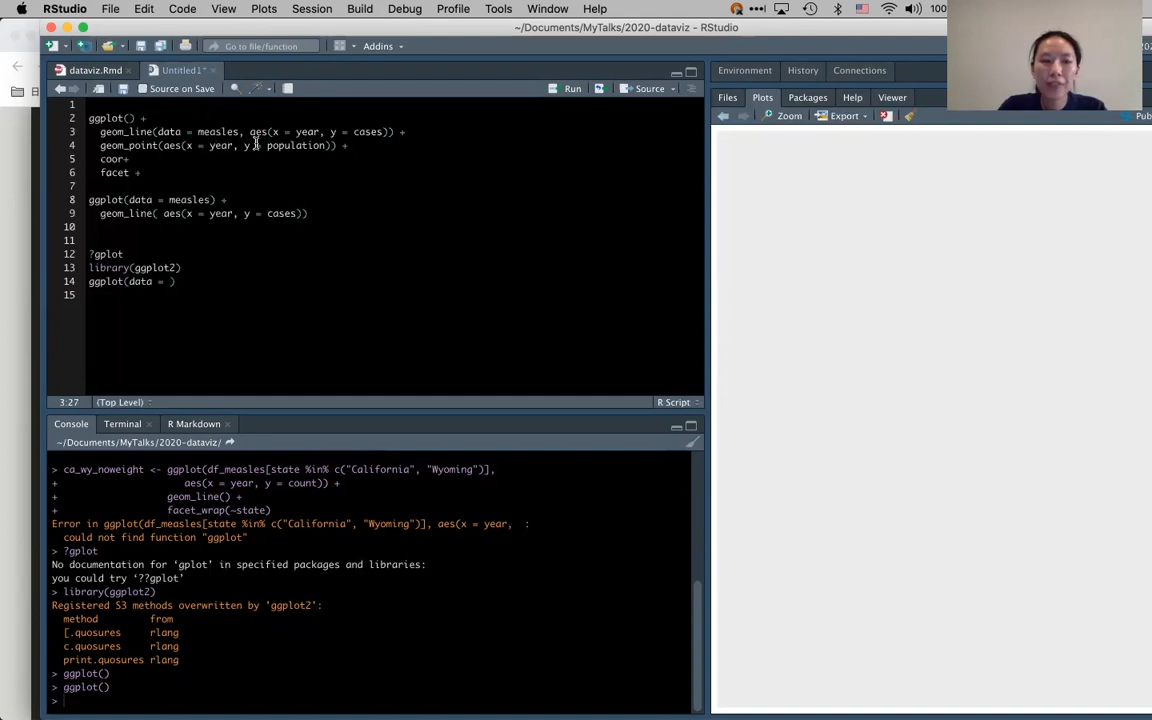 RStudio File Edit Code View Plots Session Build Debug Profile Tools Window Help 100
~/Documents/MyTalks/2020-dataviz - RStudio
Go to file/function Addins
dataviz.Rmd Untitled1*
Source on Save Run Source
1
2 ggplot() +
3 geom_line(data = measles, aes(x = year, y = cases)) +
4 geom_point(aes(x = year, y = population)) +
5 coor+
6 facet +
7
8 ggplot(data = measles) +
9 geom_line( aes(x = year, y = cases))
10
11
12 ?gplot
13 library(ggplot2)
14 ggplot(data = )
15
3:27 (Top Level) R Script
Console Terminal R Markdown
~/Documents/MyTalks/2020-dataviz/
> ca_wy_noweight <- ggplot(df_measles[state %in% c("California", "Wyoming")],
+ aes(x = year, y = count)) +
+ geom_line() +
+ facet_wrap(~state)
Error in ggplot(df_measles[state %in% c("California", "Wyoming")], aes(x = year, :
could not find function "ggplot"
> ?gplot
No documentation for ‘gplot’ in specified packages and libraries:
you could try ‘??gplot’
> library(ggplot2)
Registered S3 methods overwritten by 'ggplot2':
method from
[.quosures rlang
c.quosures rlang
print.quosures rlang
> ggplot()
> ggplot()
>
Environment History Connections
Files Plots Packages Help Viewer
Zoom Export Pub